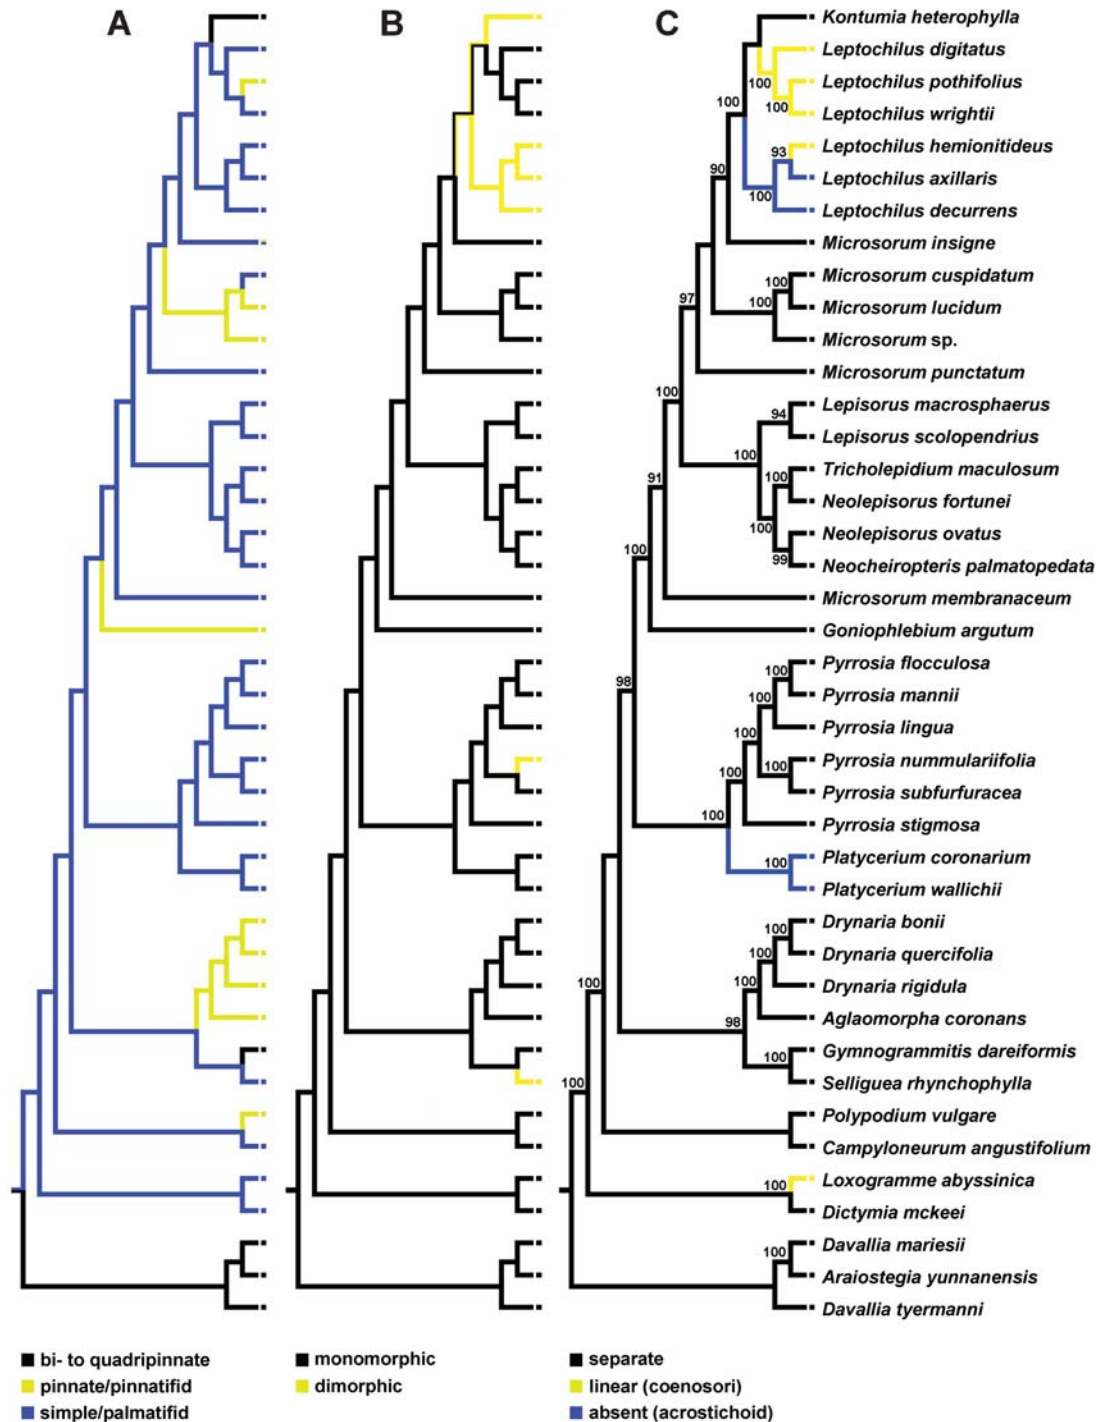 A B C
Kontumia heterophylla
Leptochilus digitatus
100 Leptochilus pothifolius
100 100 Leptochilus wrightii
93 Leptochilus hemionitideus
90 Leptochilus axillaris
100 Leptochilus decurrens
Microsorum insigne
100 Microsorum cuspidatum
97 100 Microsorum lucidum
Microsorum sp.
Microsorum punctatum
100 94 Lepisorus macrosphaerus
Lepisorus scolopendrius
100 100 Tricholepidium maculosum
91 Neolepisorus fortunei
100 Neolepisorus ovatus
100 99 Neocheiropteris palmatopedata
Microsorum membranaceum
Goniophlebium argutum
100 Pyrrosia flocculosa
98 100 Pyrrosia mannii
100 Pyrrosia lingua
100 100 Pyrrosia nummulariifolia
Pyrrosia subfurfuracea
100 Pyrrosia stigmosa
100 Platycerium coronarium
Platycerium wallichii
100 Drynaria bonii
100 Drynaria quercifolia
100 100 Drynaria rigidula
98 Aglaomorpha coronans
100 Gymnogrammitis dareiformis
100 Selliguea rhynchophylla
Polypodium vulgare
Campyloneurum angustifolium
100 Loxogramme abyssinica
Dictymia mckeei
100 Davallia mariesii
Araiostegia yunnanensis
Davallia tyermanni
bi- to quadripinnate monomorphic separate
pinnate/pinnatifid dimorphic linear (coenosori)
simple/palmatifid absent (acrostichoid)